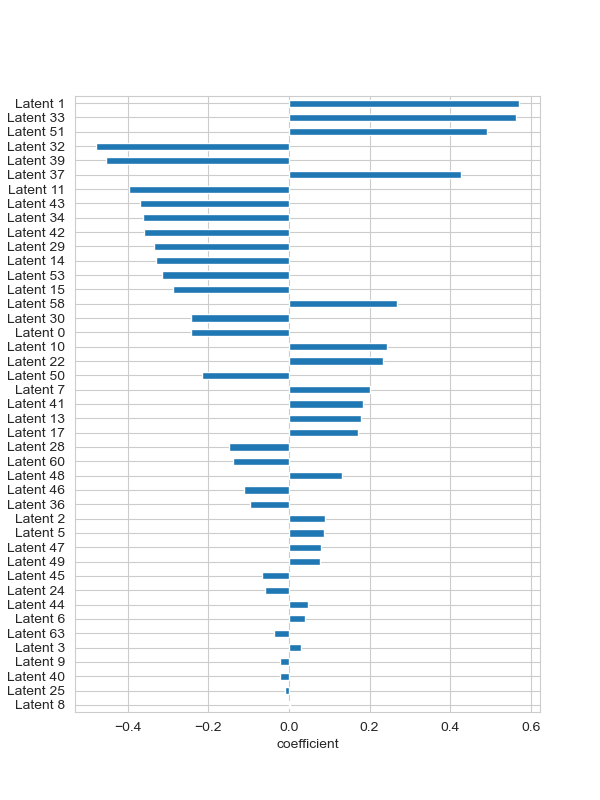 Latent 1
Latent 33
Latent 51
Latent 32
Latent 39
Latent 37
Latent 11
Latent 43
Latent 34
Latent 42
Latent 29
Latent 14
Latent 53
Latent 15
Latent 58
Latent 30
Latent 0
Latent 10
Latent 22
Latent 50
Latent 7
Latent 41
Latent 13
Latent 17
Latent 28
Latent 60
Latent 48
Latent 46
Latent 36
Latent 2
Latent 5
Latent 47
Latent 49
Latent 45
Latent 24
Latent 44
Latent 6
Latent 63
Latent 3
Latent 9
Latent 40
Latent 25
Latent 8
−0.4 −0.2 0.0 0.2 0.4 0.6
coefficient